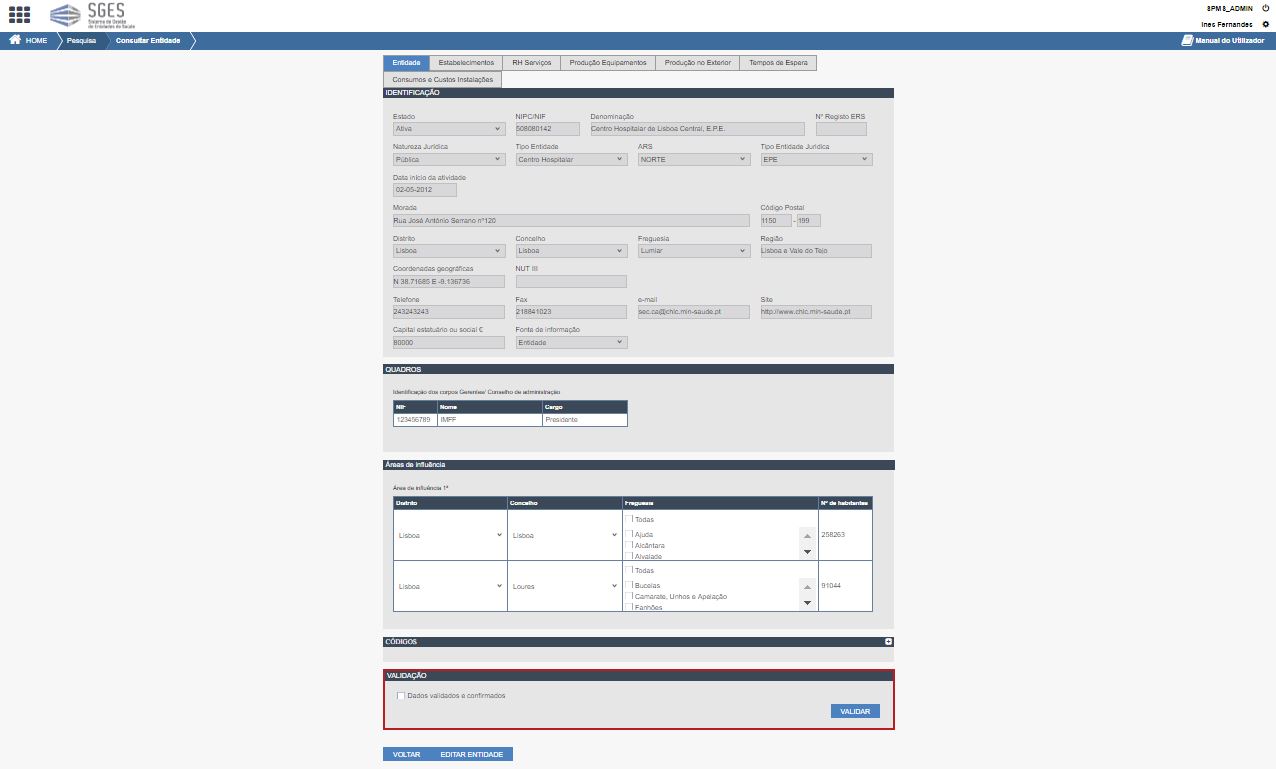 SGES
Sistema de Gestão
de Entidades de Saúde
SPMS_ADMIN
Ines Fernandes
HOME Pesquisa Consultar Entidade Manual do Utilizador
Entidade Estabelecimentos RH Serviços Produção Equipamentos Produção no Exterior Tempos de Espera
Consumos e Custos Instalações
IDENTIFICAÇÃO
Estado NIPC/NIF Denominação Nº Registo ERS
Ativa 508080142 Centro Hospitalar de Lisboa Central, E.P.E.
Natureza Jurídica Tipo Entidade ARS Tipo Entidade Jurídica
Pública Centro Hospitalar NORTE EPE
Data início da atividade
02-05-2012
Morada Código Postal
Rua José António Serrano nº120 1150 - 199
Distrito Concelho Freguesia Região
Lisboa Lisboa Lumiar Lisboa e Vale do Tejo
Coordenadas geográficas NUT III
N 38.71685 E -9.136736
Telefone Fax e-mail Site
243243243 218841023 sec.ca@chlc.min-saude.pt http://www.chlc.min-saude.pt
Capital estatuário ou social € Fonte de informação
80000 Entidade
QUADROS
Identificação dos corpos Gerentes/ Conselho de administração
NIF Nome Cargo
123456789 IMFF Presidente
Áreas de influência
Área de influência 1ª
Distrito Concelho Freguesia Nº de habitantes
Todas
Ajuda
Lisboa Lisboa 258263
Alcântara
Alvalade
Todas
Bucelas
Lisboa Loures 91044
Camarate, Unhos e Apelação
Fanhões
CÓDIGOS
VALIDAÇÃO
Dados validados e confirmados
VALIDAR
VOLTAR EDITAR ENTIDADE